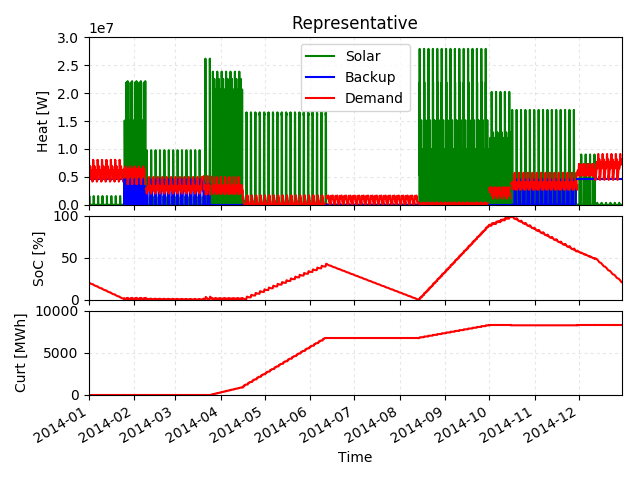 Representative
1e7
3.0
2.5
2.0
1.5
1.0
0.5
0.0
Heat [W]
Solar
Backup
Demand
100
50
0
SoC [%]
10000
5000
0
Curt [MWh]
2014-01
2014-02
2014-03
2014-04
2014-05
2014-06
2014-07
2014-08
2014-09
2014-10
2014-11
2014-12
Time